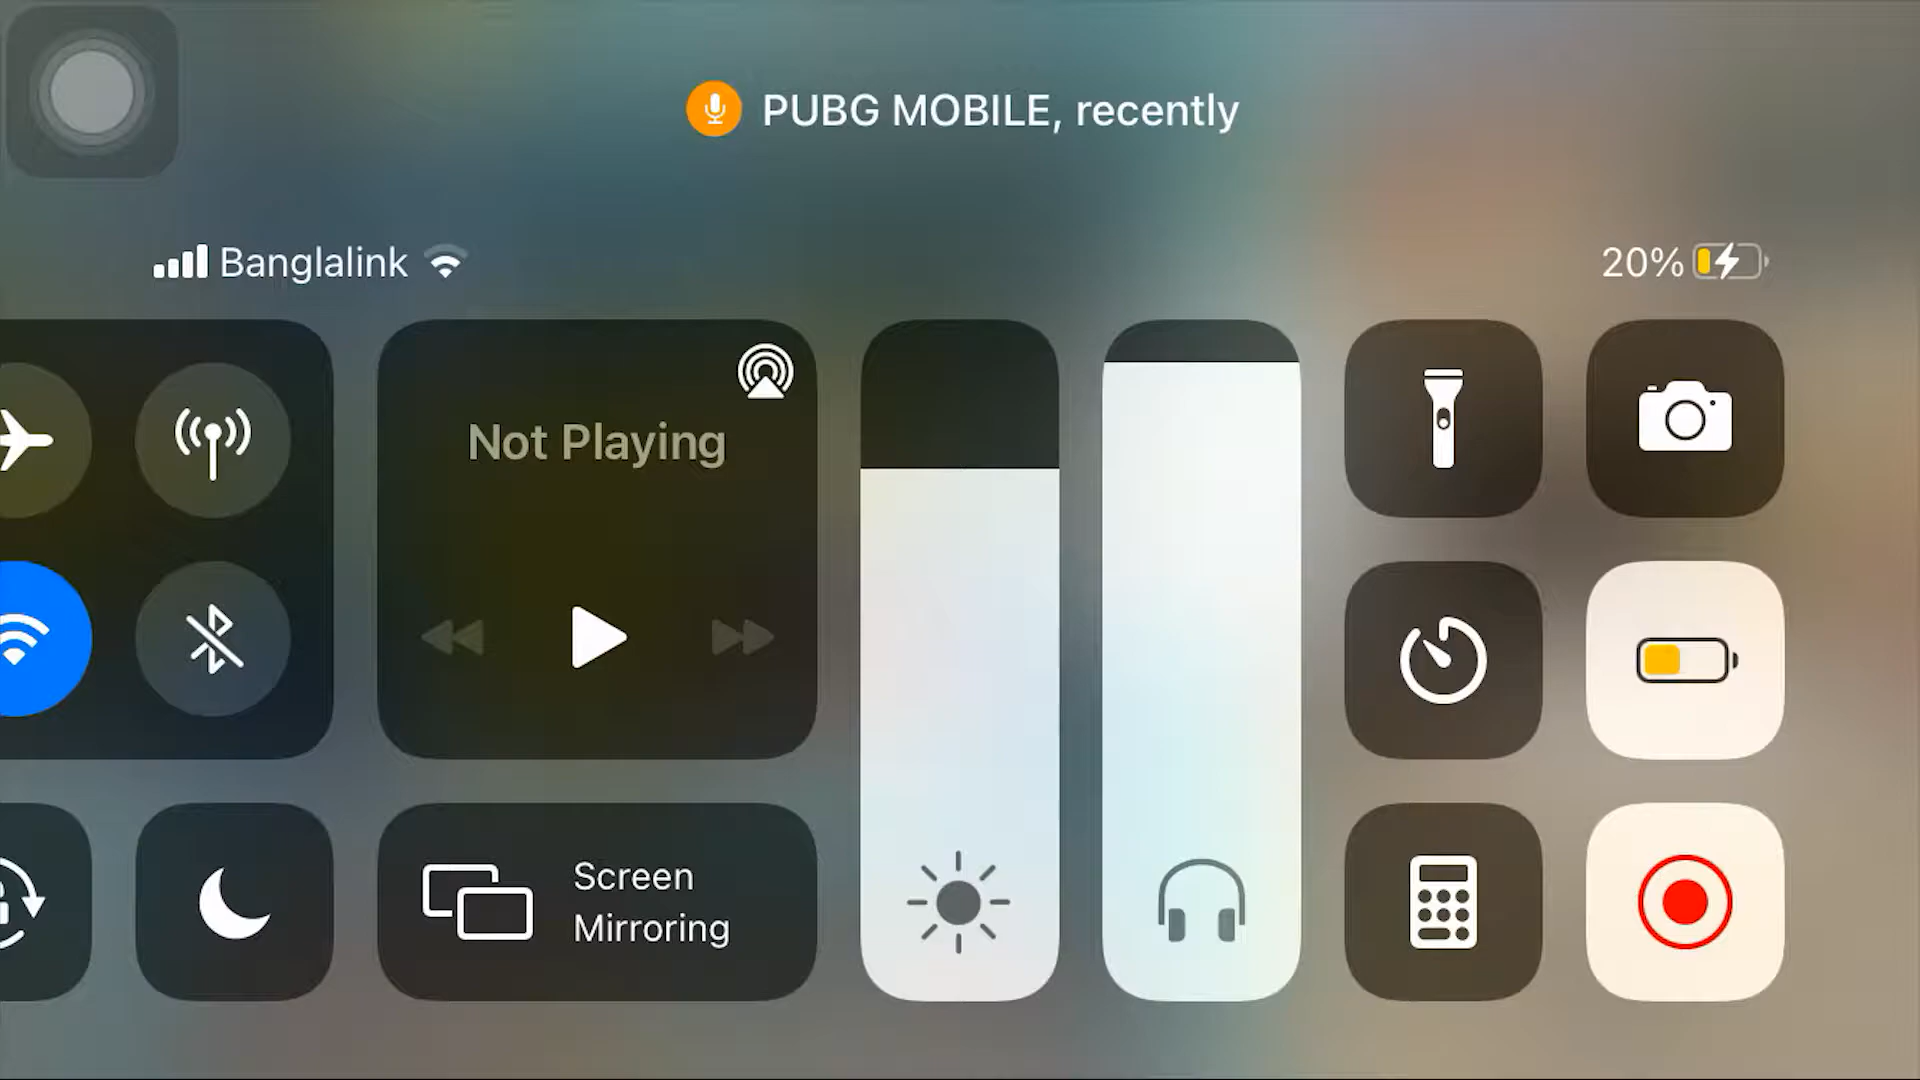 PUBG MOBILE, recently
Banglalink
20%
Not Playing
Screen
Mirroring